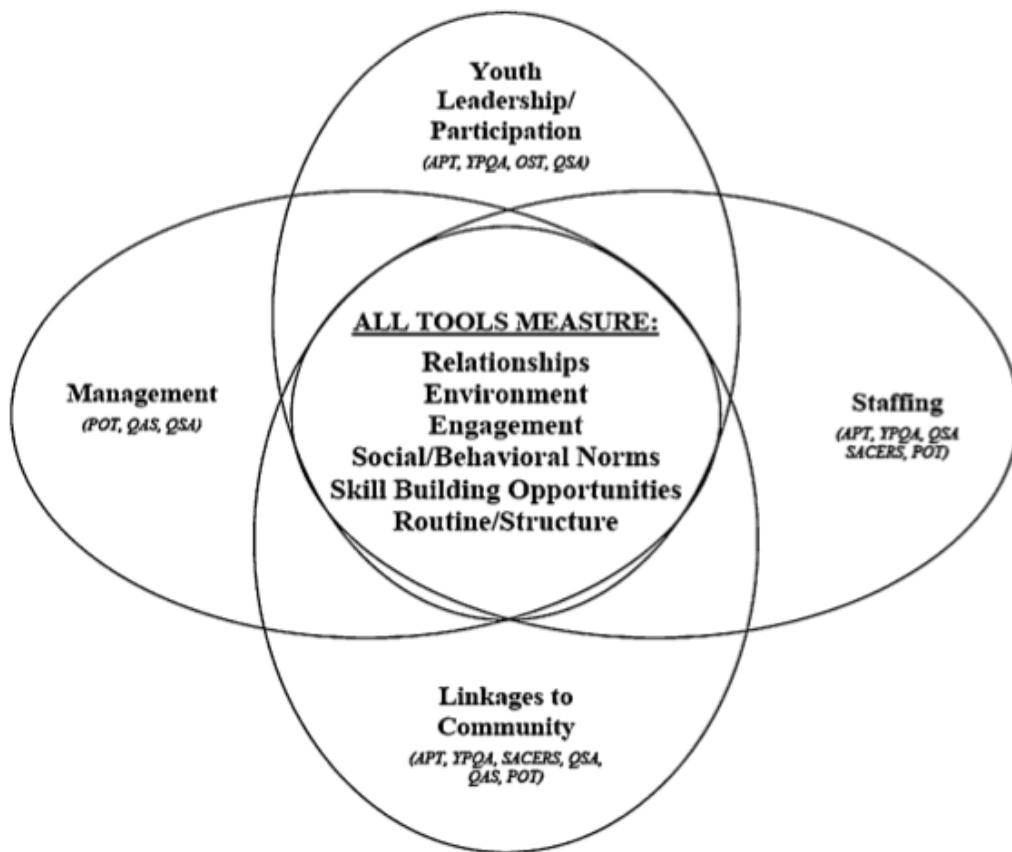 Youth
Leadership/
Participation
(APT, YPQA, OST, QSA)
ALL TOOLS MEASURE:
Relationships
Environment
Engagement
Social/Behavioral Norms
Skill Building Opportunities
Routine/Structure
Management
(POT, QAS, QSA)
Staffing
(APT, YPQA, QSA
SACERS, POT)
Linkages to
Community
(APT, YPQA, SACERS, QSA,
QAS, POT)